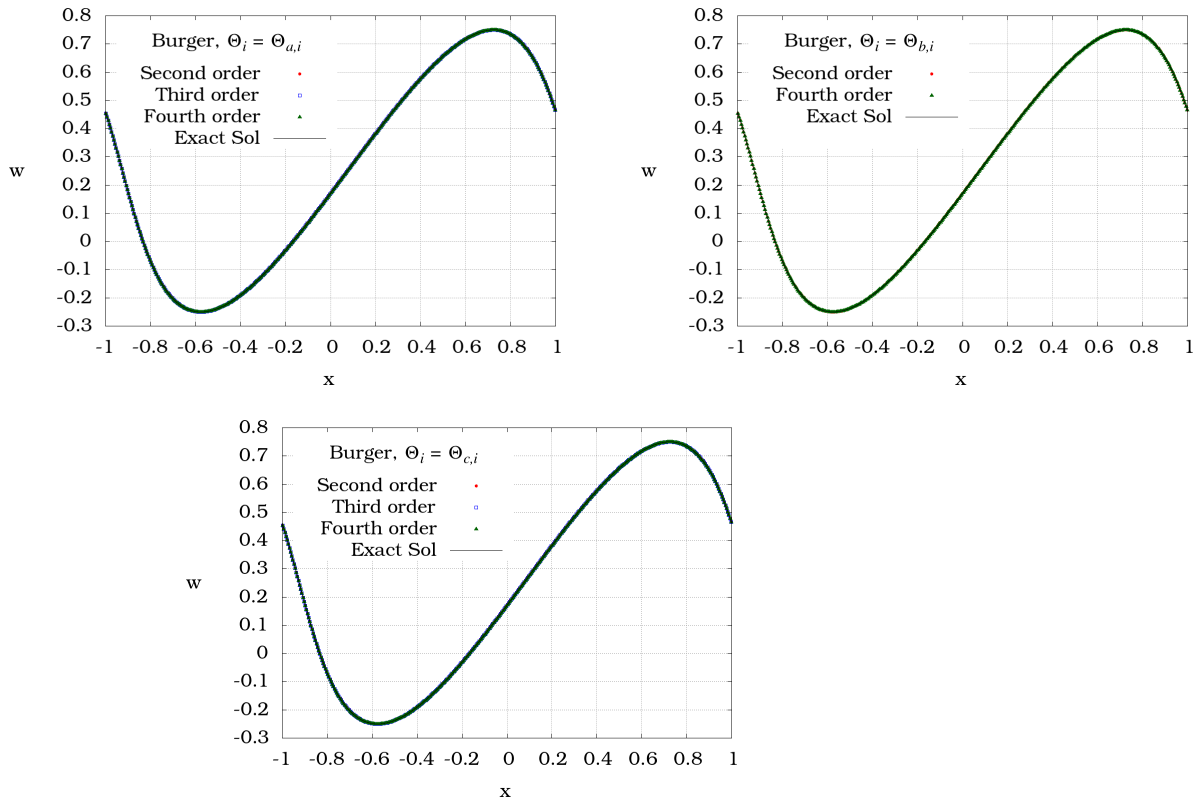 0.8
0.7
0.6
0.5
0.4
0.3
0.2
0.1
0
-0.1
-0.2
-0.3
w
Burger, Θi = Θa,i
Second order
Third order
Fourth order
Exact Sol
-1 -0.8 -0.6 -0.4 -0.2 0 0.2 0.4 0.6 0.8 1
x
0.8
0.7
0.6
0.5
0.4
0.3
0.2
0.1
0
-0.1
-0.2
-0.3
w
Burger, Θi = Θb,i
Second order
Fourth order
Exact Sol
-1 -0.8 -0.6 -0.4 -0.2 0 0.2 0.4 0.6 0.8 1
x
0.8
0.7
0.6
0.5
0.4
0.3
0.2
0.1
0
-0.1
-0.2
-0.3
w
Burger, Θi = Θc,i
Second order
Third order
Fourth order
Exact Sol
-1 -0.8 -0.6 -0.4 -0.2 0 0.2 0.4 0.6 0.8 1
x